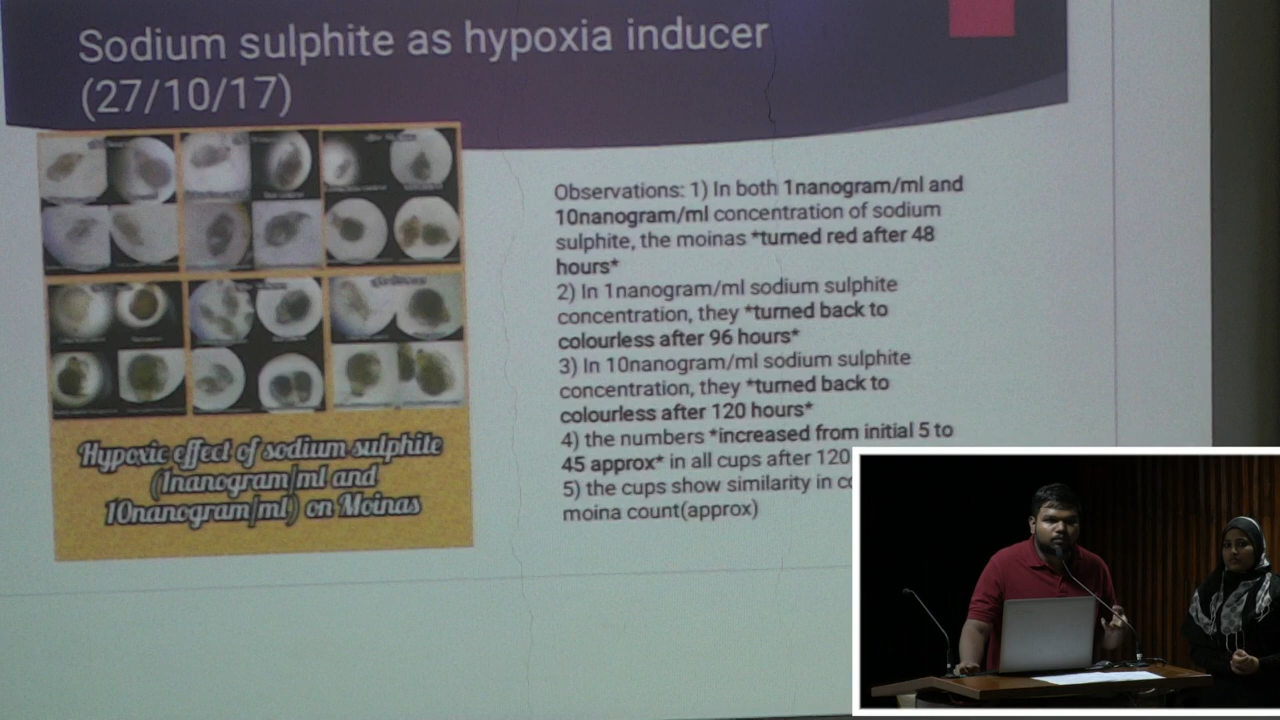 Sodium sulphite as hypoxia inducer
(27/10/17)
Observations: 1) In both 1nanogram/ml and
10nanogram/ml concentration of sodium
sulphite, the moinas *turned red after 48
hours*
2) In 1nanogram/ml sodium sulphite
concentration, they *turned back to
colourless after 96 hours*
3) In 10nanogram/ml sodium sulphite
concentration, they *turned back to
colourless after 120 hours*
4) the numbers *increased from initial 5 to
45 approx* in all cups after 120
5) the cups show similarity in
moina count(approx)
Hypoxic effect of sodium sulphite
(1nanogram/ml and
10nanogram/ml) on Moinas